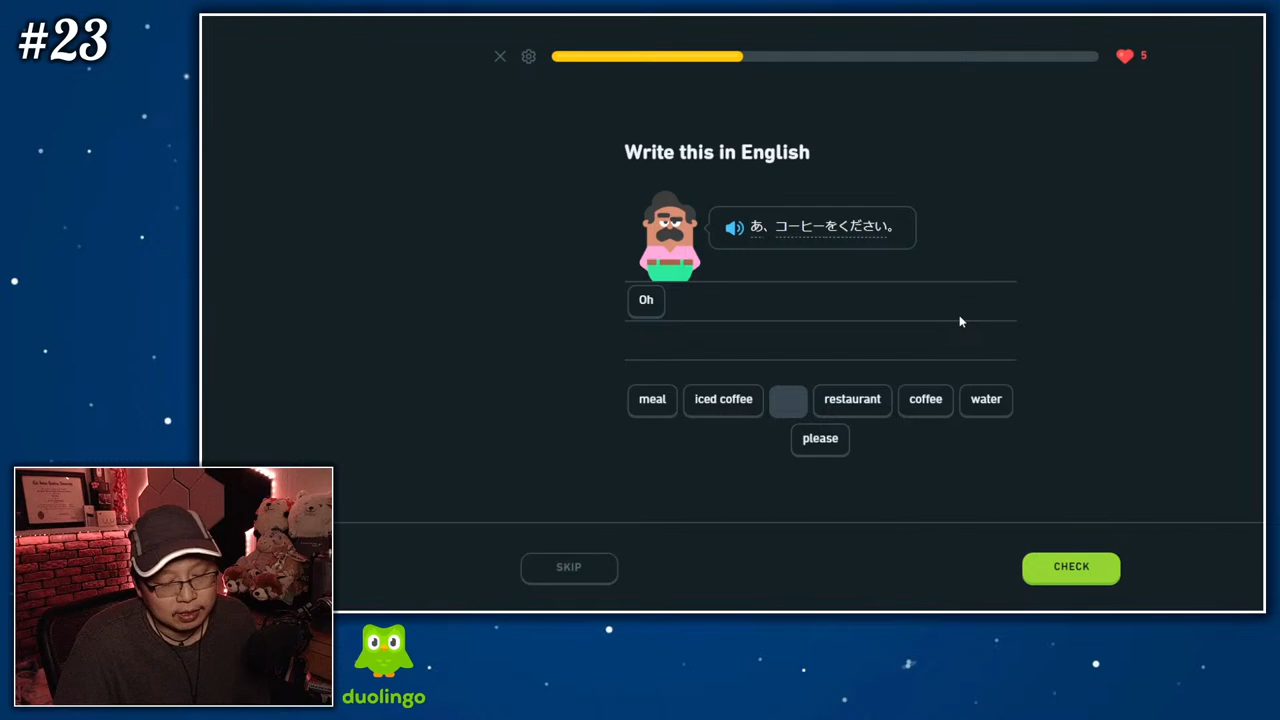 #23
5
Write this in English
あ、コーヒーをください。
Oh
meal iced coffee restaurant coffee water
please
SKIP CHECK
duolingo